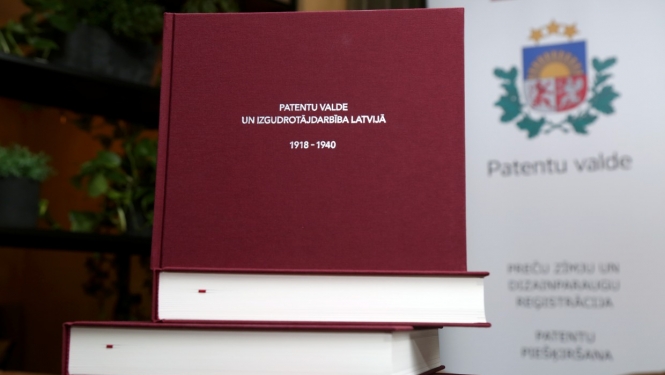 PATENTU VALDE
UN IZGUDROTĀJDARBĪBA LATVIJĀ
1918 – 1940
Patentu valde
PREČU ZĪMJU UN
DIZAINPARAUGU
REĢISTRĀCIJA
PATENTU
PIEŠĶIRŠANA